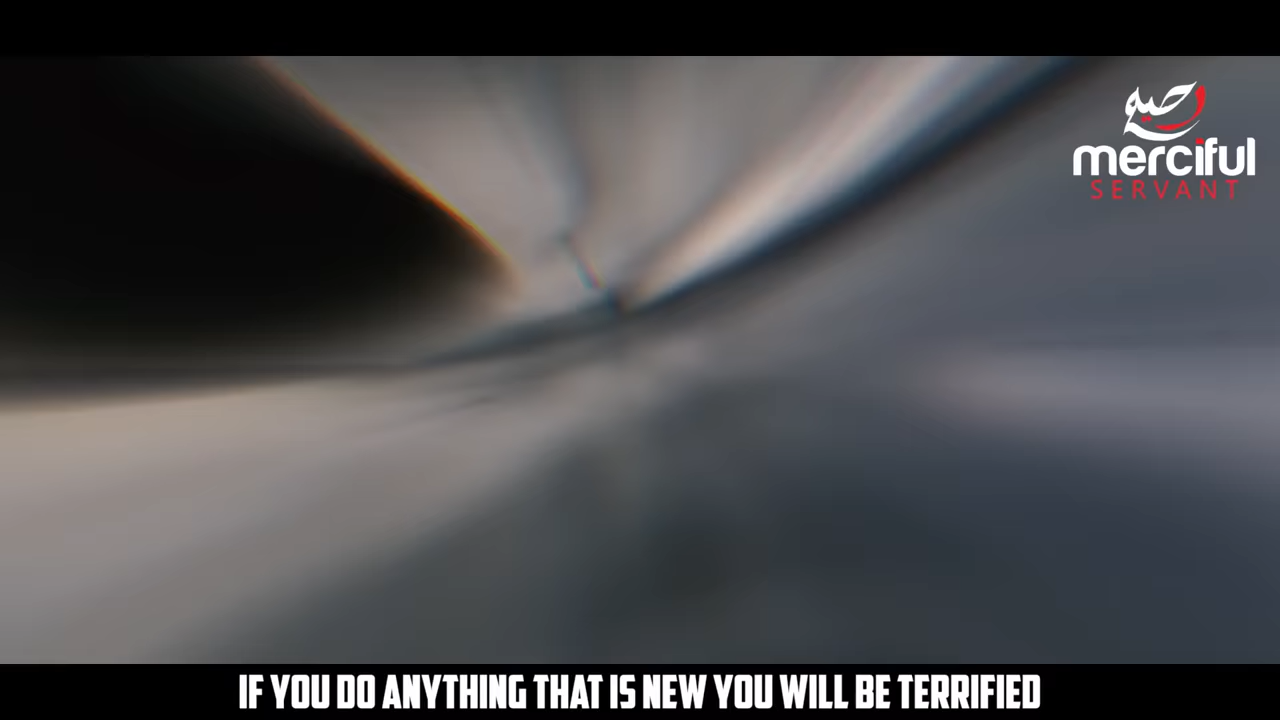 merciful
SERVANT
IF YOU DO ANYTHING THAT IS NEW YOU WILL BE TERRIFIED